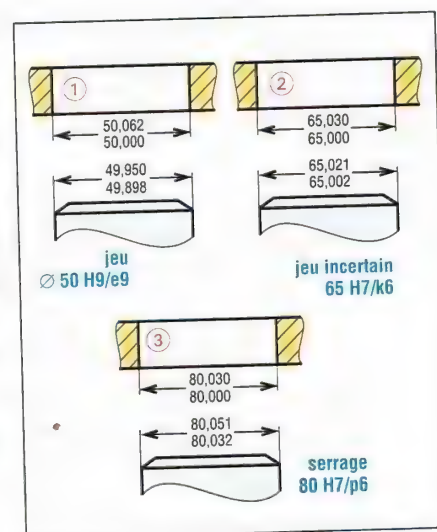 1
50,062
50,000
49,950
49,898
jeu
∅ 50 H9/e9
2
65,030
65,000
65,021
65,002
jeu incertain
65 H7/k6
3
80,030
80,000
80,051
80,032
serrage
80 H7/p6